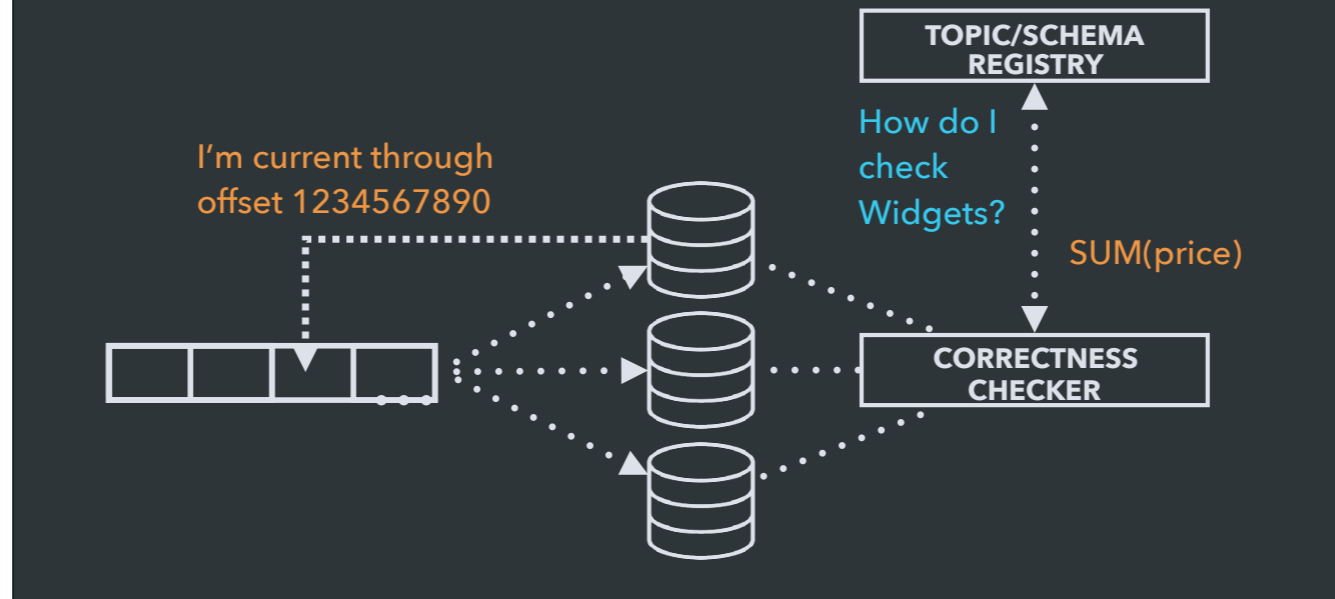 TOPIC/SCHEMA
REGISTRY
How do I
check
Widgets?
I’m current through
offset 1234567890
SUM(price)
CORRECTNESS
CHECKER